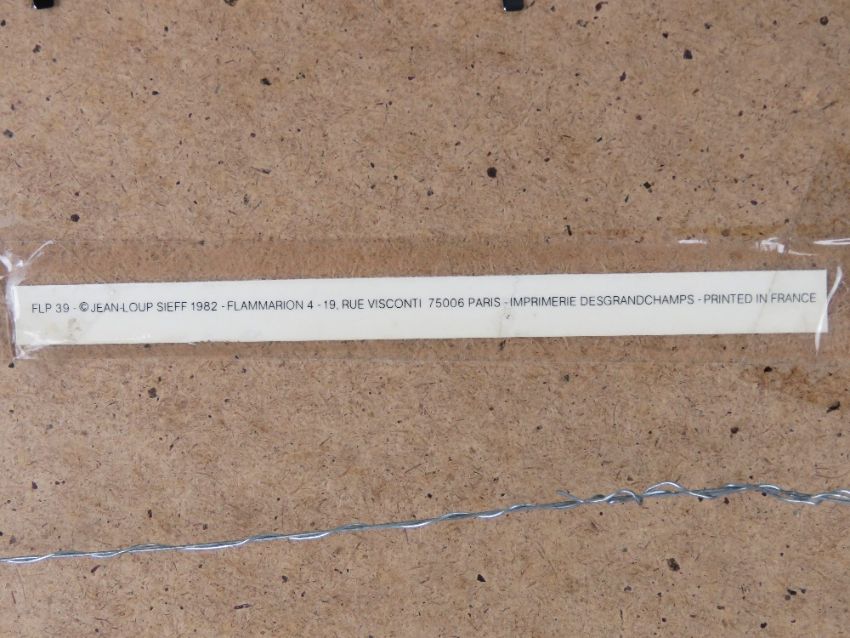 FLP 39 - © JEAN-LOUP SIEFF 1982 - FLAMMARION 4 - 19, RUE VISCONTI 75006 PARIS - IMPRIMERIE DESGRANDCHAMPS - PRINTED IN FRANCE